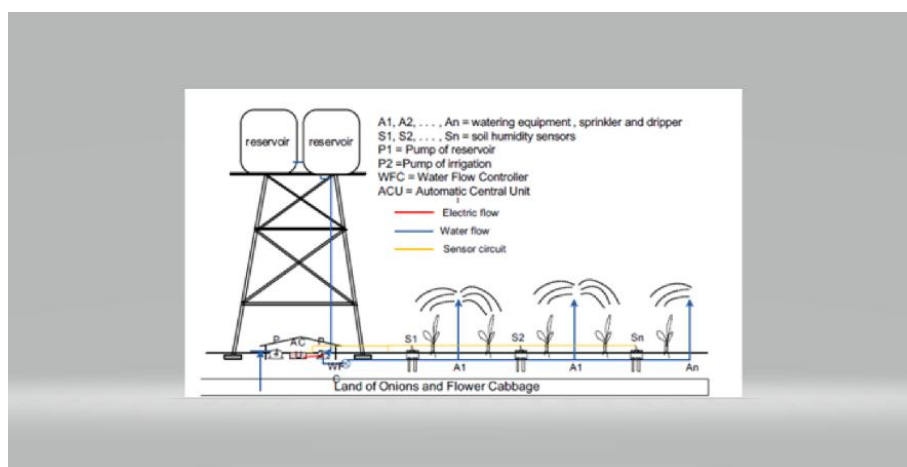 reservoir
reservoir
A1, A2, . . . , An = watering equipment , sprinkler and dripper
S1, S2, . . . , Sn = soil humidity sensors
P1 = Pump of reservoir
P2 =Pump of irrigation
WFC = Water Flow Controller
ACU = Automatic Central Unit
Electric flow
Water flow
Sensor circuit
P
AC
P
S1
S2
Sn
U
WF
C
A1
A1
An
Land of Onions and Flower Cabbage